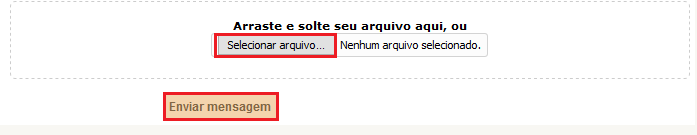 Arraste e solte seu arquivo aqui, ou
Selecionar arquivo... Nenhum arquivo selecionado.
Enviar mensagem